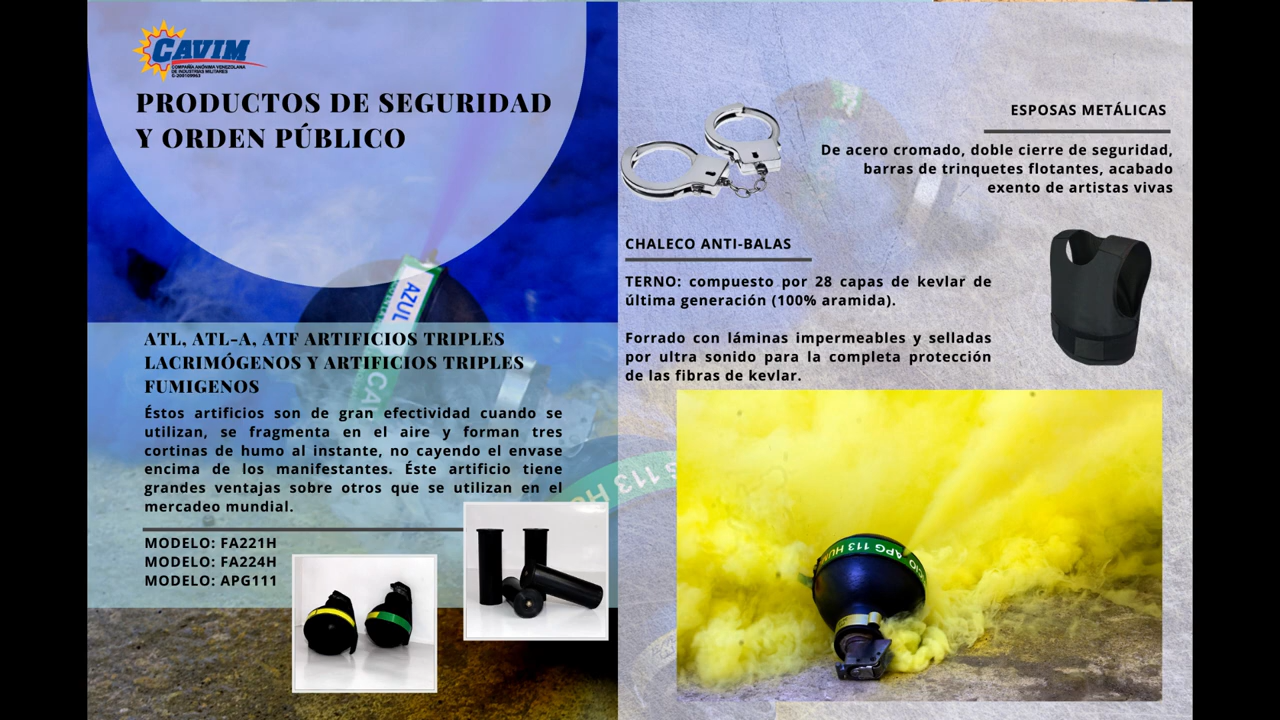 CAVIM
COMPAÑÍA ANÓNIMA VENEZOLANA
DE INDUSTRIAS MILITARES
PRODUCTOS DE SEGURIDAD
Y ORDEN PÚBLICO
AZUL
ATL, ATL-A, ATF ARTIFICIOS TRIPLES
LACRIMÓGENOS Y ARTIFICIOS TRIPLES
FUMIGENOS
Éstos artificios son de gran efectividad cuando se
utilizan, se fragmenta en el aire y forman tres
cortinas de humo al instante, no cayendo el envase
encima de los manifestantes. Éste artificio tiene
grandes ventajas sobre otros que se utilizan en el
mercadeo mundial.
MODELO: FA221H
MODELO: FA224H
MODELO: APG111
ESPOSAS METÁLICAS
De acero cromado, doble cierre de seguridad,
barras de trinquetes flotantes, acabado
exento de artistas vivas
CHALECO ANTI-BALAS
TERNO: compuesto por 28 capas de kevlar de
última generación (100% aramida).
Forrado con láminas impermeables y selladas
por ultra sonido para la completa protección
de las fibras de kevlar.
APG 113